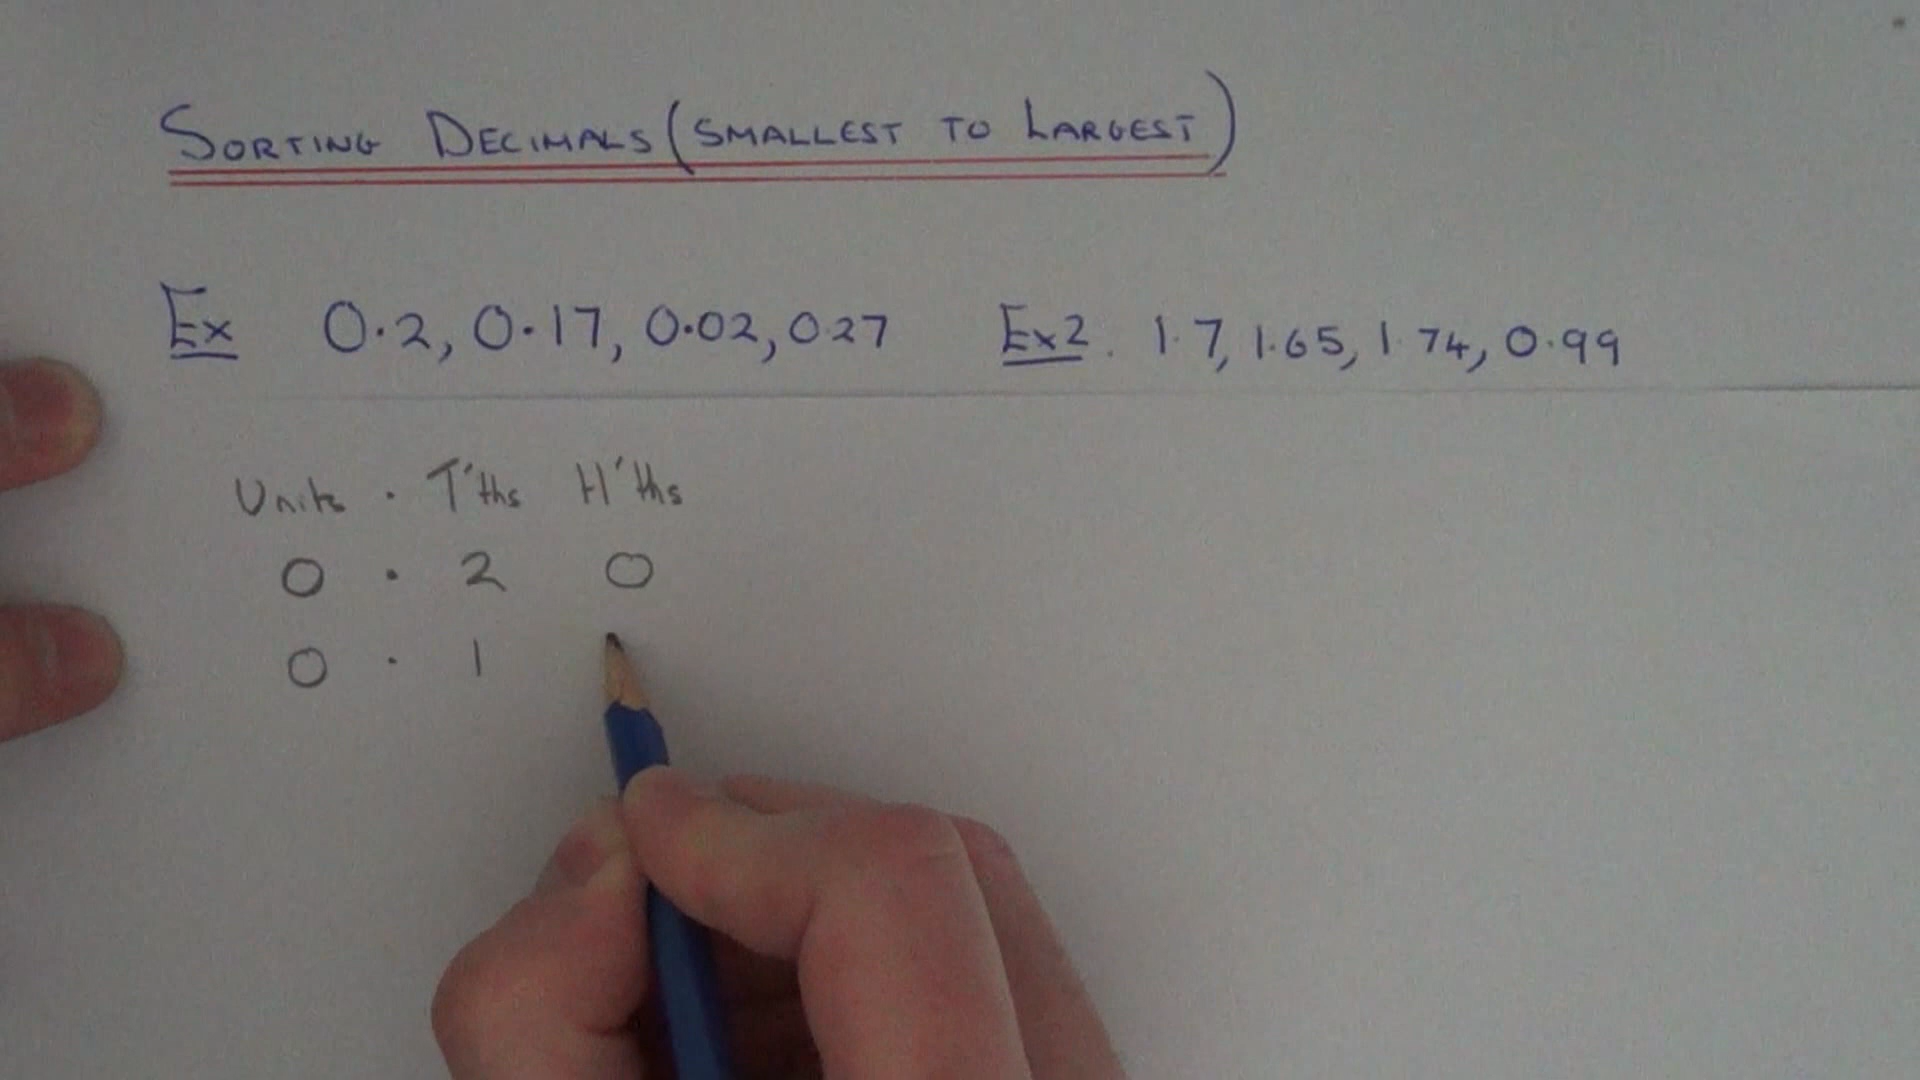 SORTING DECIMALS (SMALLEST TO LARGEST)
Ex 0.2, 0.17, 0.02, 0.27 Ex2. 1.7, 1.65, 1.74, 0.99
Units . T'ths H'ths
0 . 2 0
0 . 1